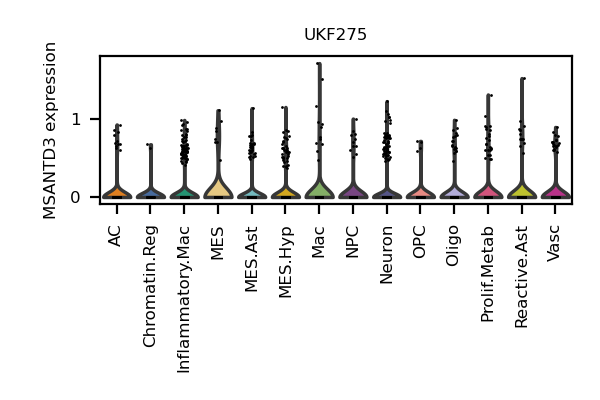 UKF275
MSANTD3 expression
1
0
AC
Chromatin.Reg
Inflammatory.Mac
MES
MES.Ast
MES.Hyp
Mac
NPC
Neuron
OPC
Oligo
Prolif.Metab
Reactive.Ast
Vasc